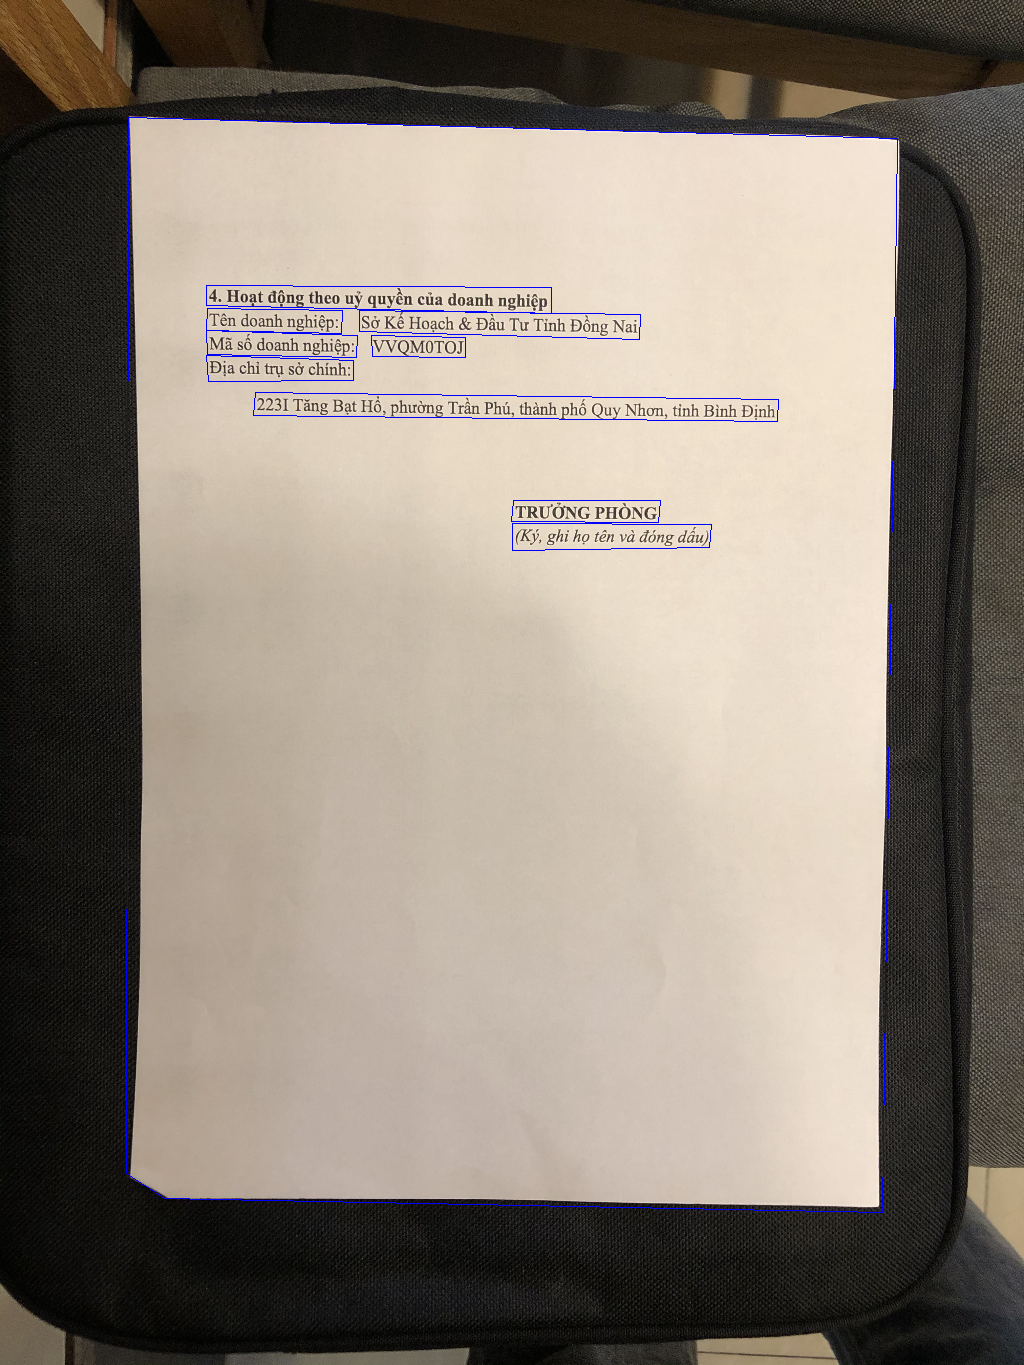 4. Hoạt động theo uỷ quyền của doanh nghiệp
Tên doanh nghiệp: Sở Kế Hoạch & Đầu Tư Tỉnh Đồng Nai
Mã số doanh nghiệp: VVQM0TOJ
Địa chỉ trụ sở chính:
223I Tăng Bạt Hổ, phường Trần Phú, thành phố Quy Nhơn, tỉnh Bình Định
TRƯỞNG PHÒNG
(Ký, ghi họ tên và đóng dấu)